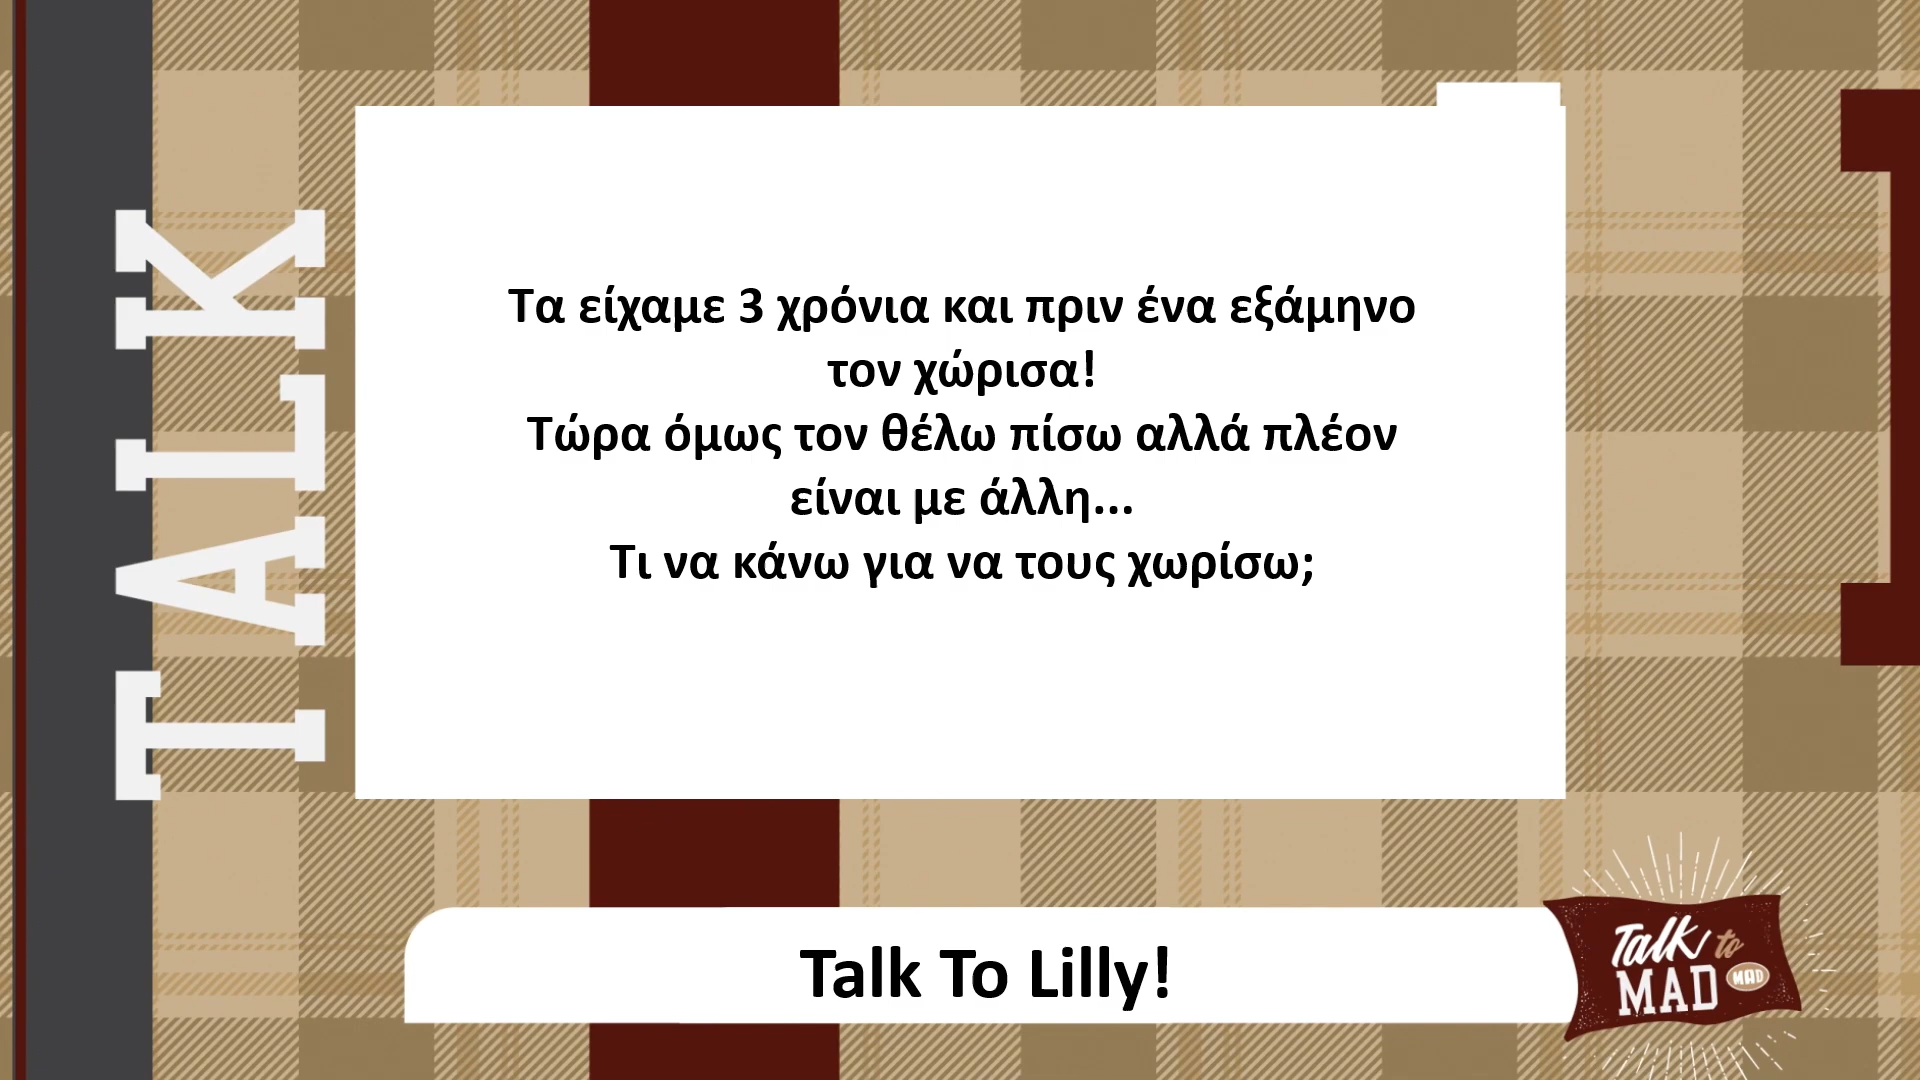 TALK
Τα είχαμε 3 χρόνια και πριν ένα εξάμηνο
τον χώρισα!
Τώρα όμως τον θέλω πίσω αλλά πλέον
είναι με άλλη...
Τι να κάνω για να τους χωρίσω;
Talk To Lilly!
Talk to
MAD MAD